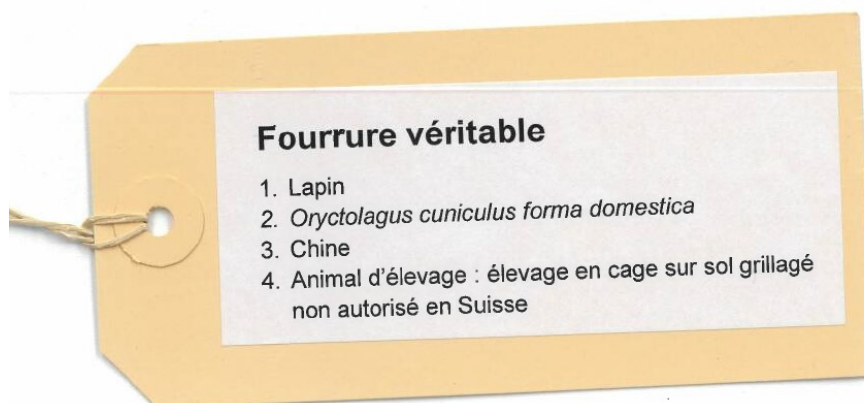 Fourrure véritable
1. Lapin
2. Oryctolagus cuniculus forma domestica
3. Chine
4. Animal d'élevage : élevage en cage sur sol grillagé
non autorisé en Suisse